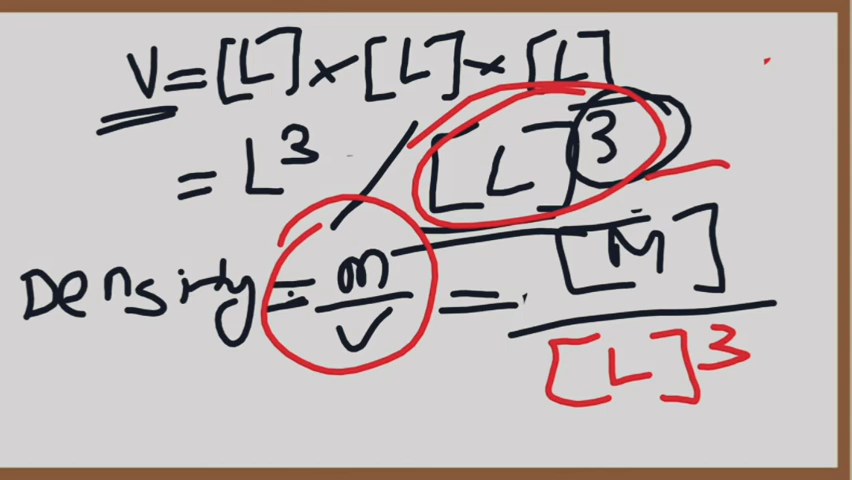 V = [L] × [L] × [L]
= L³ / [L]³
Density = m/V = [M]/[L]³